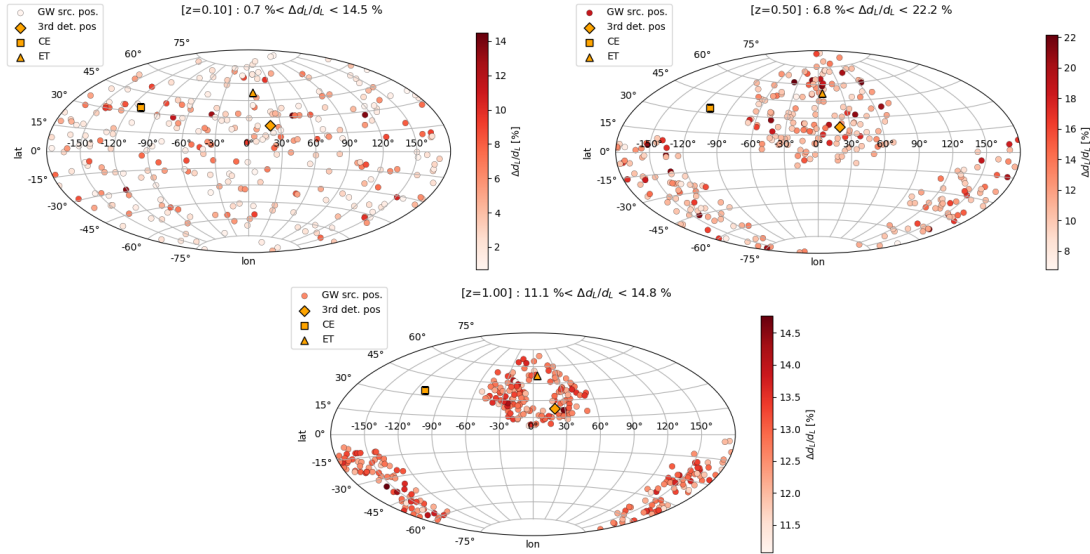 [z=0.10] : 0.7 %< Δd_L/d_L < 14.5 %
GW src. pos.
3rd det. pos
CE
ET
75°
60°
45°
30°
15°
0°
-15°
-30°
-45°
-60°
-75°
-150°-120° -90° -60° -30° 0° 30° 60° 90° 120° 150°
lat
lon
14
12
10
8
6
4
2
Δd_L/d_L [%]
[z=0.50] : 6.8 %< Δd_L/d_L < 22.2 %
GW src. pos.
3rd det. pos
CE
ET
75°
60°
45°
30°
15°
0°
-15°
-30°
-45°
-60°
-75°
-150°-120° -90° -60° -30° 0° 30° 60° 90° 120° 150°
lat
lon
22
20
18
16
14
12
10
8
Δd_L/d_L [%]
[z=1.00] : 11.1 %< Δd_L/d_L < 14.8 %
GW src. pos.
3rd det. pos
CE
ET
75°
60°
45°
30°
15°
0°
-15°
-30°
-45°
-60°
-75°
-150°-120° -90° -60° -30° 0° 30° 60° 90° 120° 150°
lat
lon
14.5
14.0
13.5
13.0
12.5
12.0
11.5
Δd_L/d_L [%]